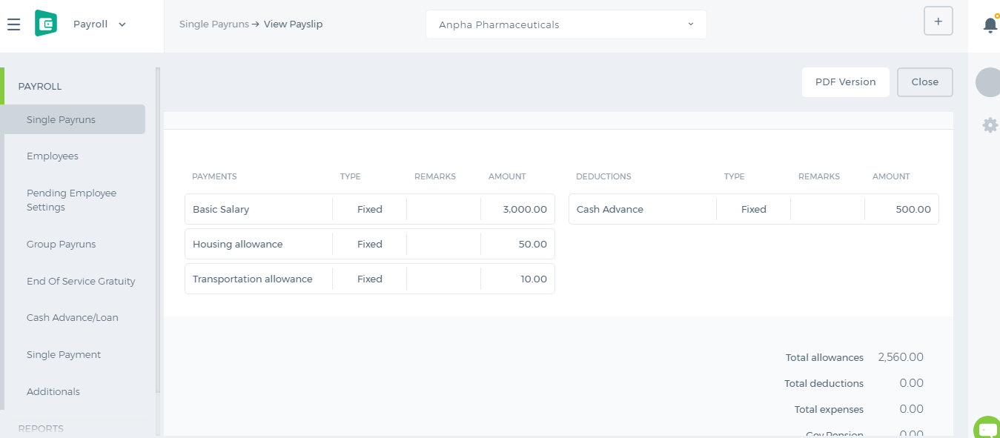 Payroll
Single Payruns → View Payslip
Anpha Pharmaceuticals
+
PDF Version
Close
PAYROLL
Single Payruns
Employees
Pending Employee
Settings
Group Payruns
End Of Service Gratuity
Cash Advance/Loan
Single Payment
Additionals
REPORTS
PAYMENTS TYPE REMARKS AMOUNT
Basic Salary Fixed 3,000.00
Housing allowance Fixed 50.00
Transportation allowance Fixed 10.00
DEDUCTIONS TYPE REMARKS AMOUNT
Cash Advance Fixed 500.00
Total allowances 2,560.00
Total deductions 0.00
Total expenses 0.00
Gov Pension 0.00